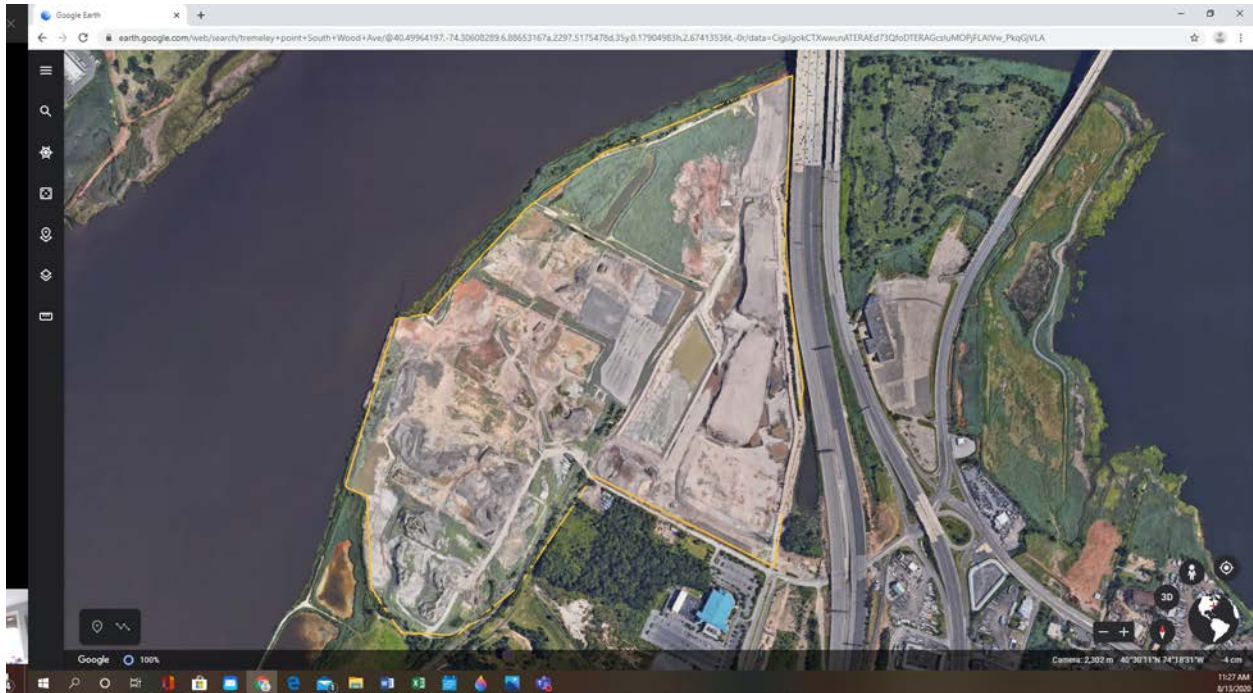 Google Earth
earth.google.com/web/search/tremeley+point+South+Wood+Ave/@40.49964197,-74.30608289,6.88653167a,2297.5175478d,35y,0.17904983h,2.67413536t,-0r/data=
3D
Google 100%
Camera: 2,302 m 40°30'11"N 74°18'31"W -4 cm
11:27 AM
8/13/2020